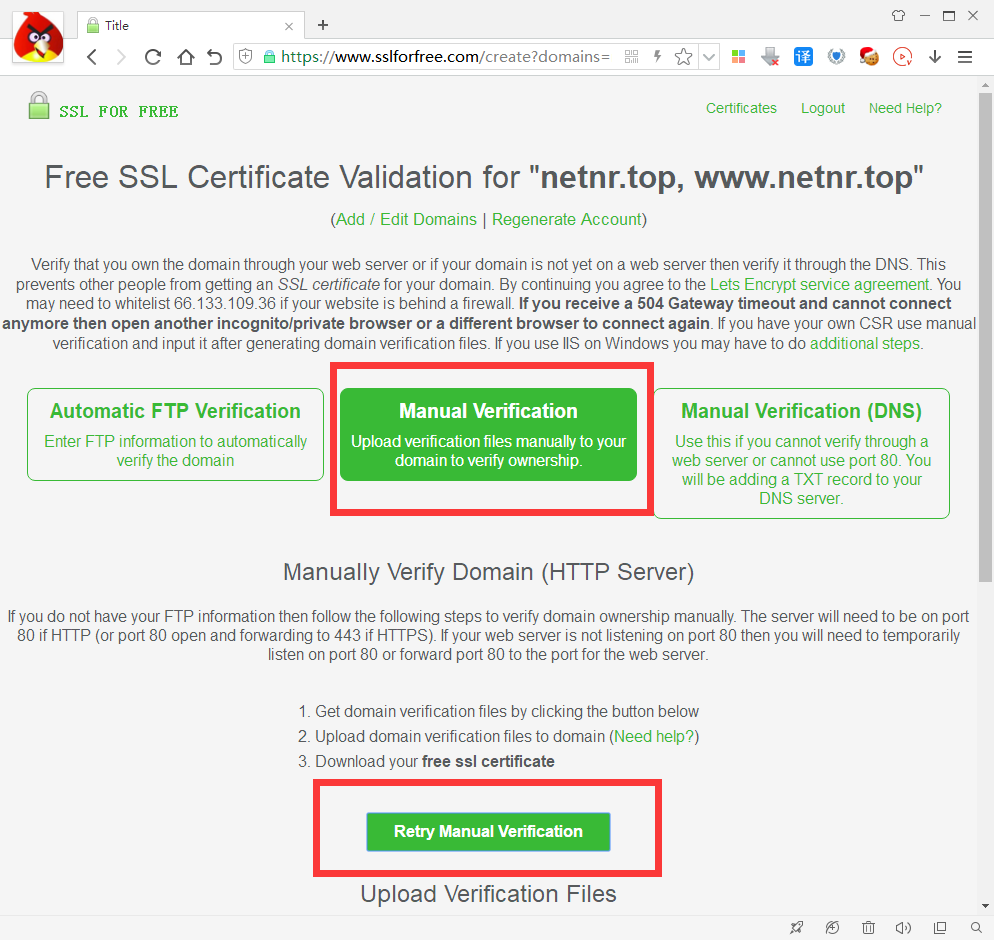 Title
https://www.sslforfree.com/create?domains=
译
SSL FOR FREE
Certificates Logout Need Help?
Free SSL Certificate Validation for "netnr.top, www.netnr.top"
(Add / Edit Domains | Regenerate Account)
Verify that you own the domain through your web server or if your domain is not yet on a web server then verify it through the DNS. This
prevents other people from getting an SSL certificate for your domain. By continuing you agree to the Lets Encrypt service agreement. You
may need to whitelist 66.133.109.36 if your website is behind a firewall. If you receive a 504 Gateway timeout and cannot connect
anymore then open another incognito/private browser or a different browser to connect again. If you have your own CSR use manual
verification and input it after generating domain verification files. If you use IIS on Windows you may have to do additional steps.
Automatic FTP Verification
Enter FTP information to automatically
verify the domain
Manual Verification
Upload verification files manually to your
domain to verify ownership.
Manual Verification (DNS)
Use this if you cannot verify through a
web server or cannot use port 80. You
will be adding a TXT record to your
DNS server.
Manually Verify Domain (HTTP Server)
If you do not have your FTP information then follow the following steps to verify domain ownership manually. The server will need to be on port
80 if HTTP (or port 80 open and forwarding to 443 if HTTPS). If your web server is not listening on port 80 then you will need to temporarily
listen on port 80 or forward port 80 to the port for the web server.
1. Get domain verification files by clicking the button below
2. Upload domain verification files to domain (Need help?)
3. Download your free ssl certificate
Retry Manual Verification
Upload Verification Files